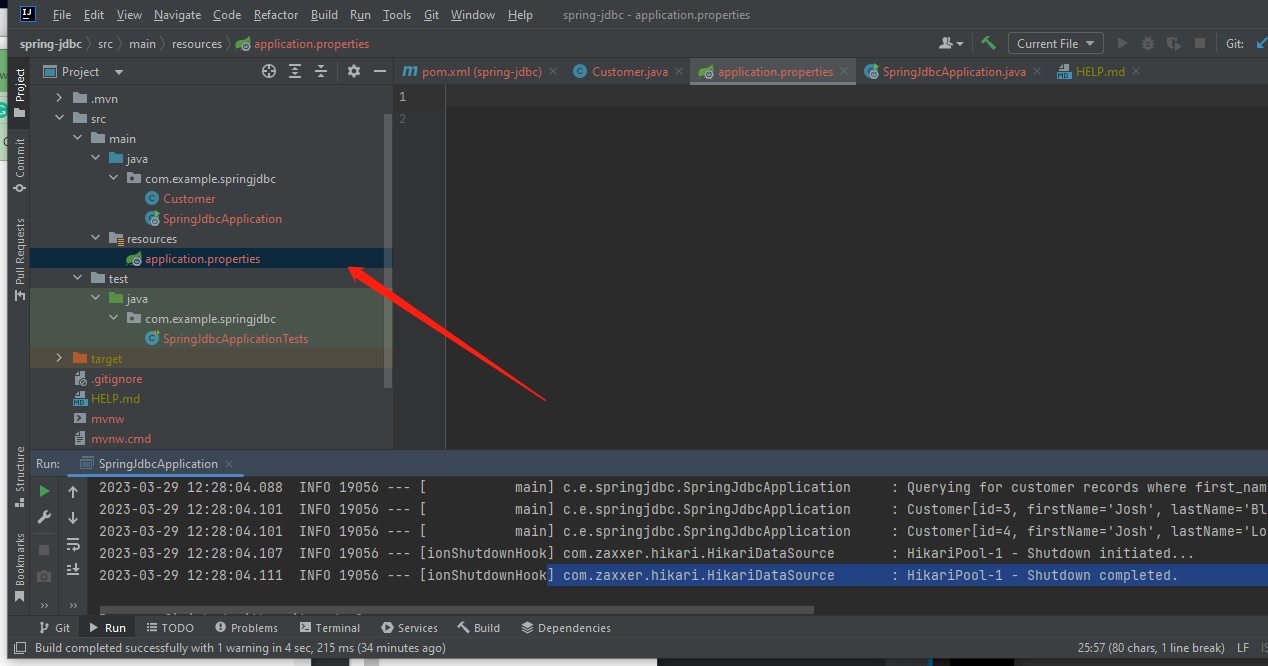 File Edit View Navigate Code Refactor Build Run Tools Git Window Help spring-jdbc - application.properties
spring-jdbc src main resources application.properties Current File Git:
Project pom.xml (spring-jdbc) Customer.java application.properties SpringJdbcApplication.java HELP.md
Project
Commit
Pull Requests
Structure
Bookmarks
.mvn
src
main
java
com.example.springjdbc
Customer
SpringJdbcApplication
resources
application.properties
test
java
com.example.springjdbc
SpringJdbcApplicationTests
target
.gitignore
HELP.md
mvnw
mvnw.cmd
1
2
Run: SpringJdbcApplication
2023-03-29 12:28:04.088 INFO 19056 --- [ main] c.e.springjdbc.SpringJdbcApplication : Querying for customer records where first_nam
2023-03-29 12:28:04.101 INFO 19056 --- [ main] c.e.springjdbc.SpringJdbcApplication : Customer[id=3, firstName='Josh', lastName='Bl
2023-03-29 12:28:04.101 INFO 19056 --- [ main] c.e.springjdbc.SpringJdbcApplication : Customer[id=4, firstName='Josh', lastName='Lo
2023-03-29 12:28:04.107 INFO 19056 --- [ionShutdownHook] com.zaxxer.hikari.HikariDataSource : HikariPool-1 - Shutdown initiated...
2023-03-29 12:28:04.111 INFO 19056 --- [ionShutdownHook] com.zaxxer.hikari.HikariDataSource : HikariPool-1 - Shutdown completed.
Git Run TODO Problems Terminal Services Build Dependencies
Build completed successfully with 1 warning in 4 sec, 215 ms (34 minutes ago) 25:57 (80 chars, 1 line break) LF